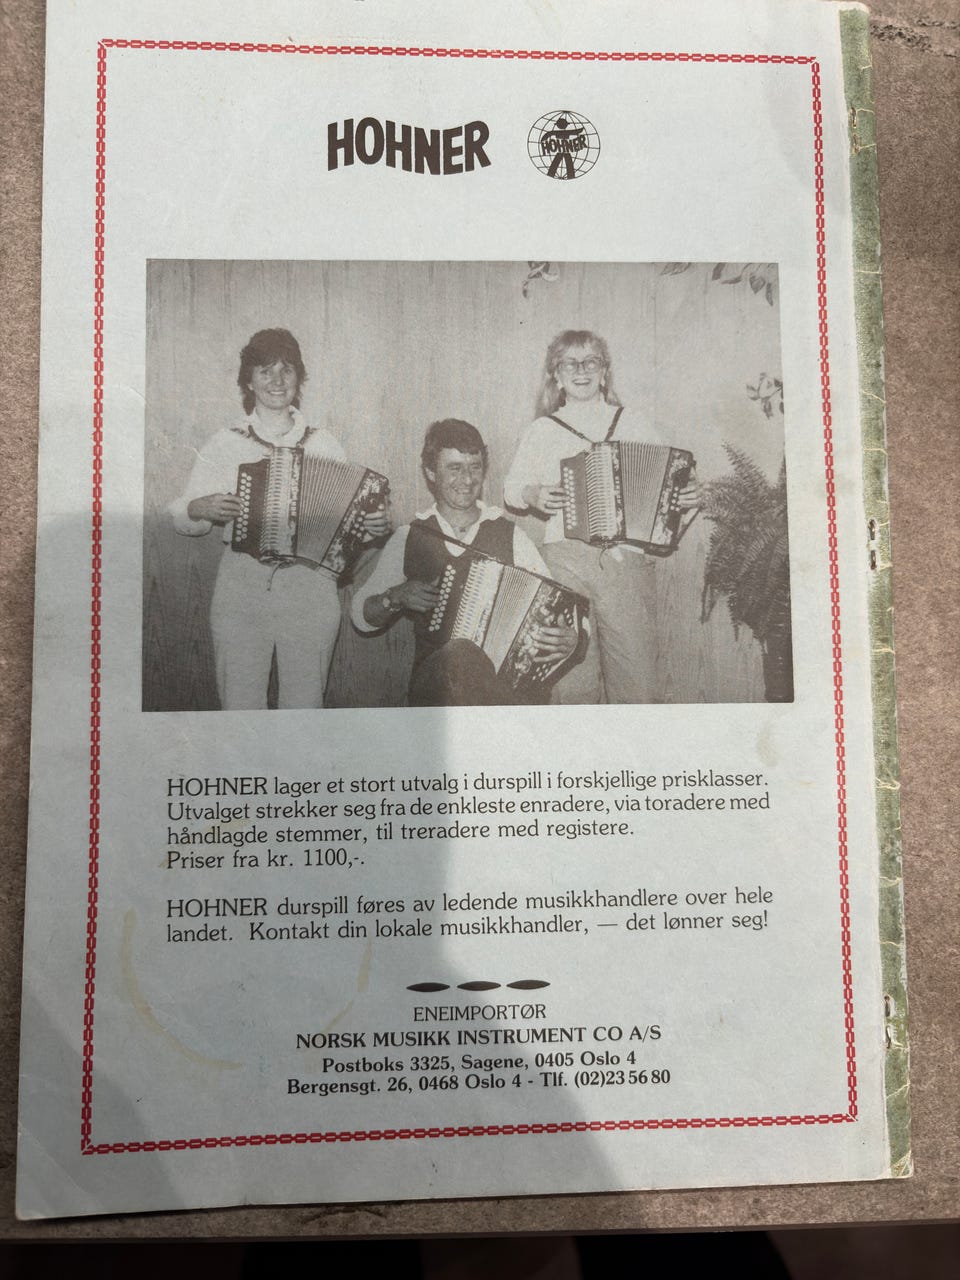 HOHNER
HOHNER
HOHNER lager et stort utvalg i durspill i forskjellige prisklasser.
Utvalget strekker seg fra de enkleste enradere, via toradere med
håndlagde stemmer, til treradere med registere.
Priser fra kr. 1100,-.
HOHNER durspill føres av ledende musikkhandlere over hele
landet. Kontakt din lokale musikkhandler, — det lønner seg!
ENEIMPORTØR
NORSK MUSIKK INSTRUMENT CO A/S
Postboks 3325, Sagene, 0405 Oslo 4
Bergensgt. 26, 0468 Oslo 4 - Tlf. (02)23 56 80